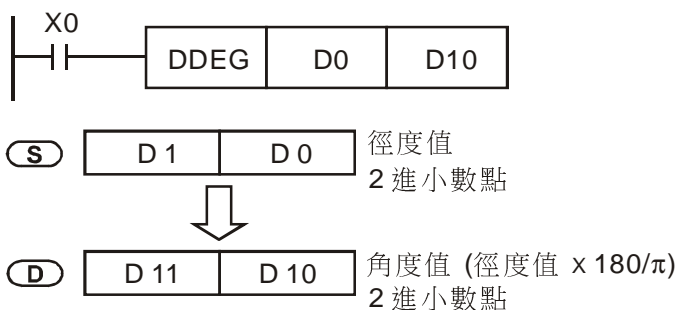 X0
DDEG D0 D10
S D 1 D 0 徑度值
2 進小數點
D D 11 D 10 角度值 (徑度值 x 180/π)
2 進小數點